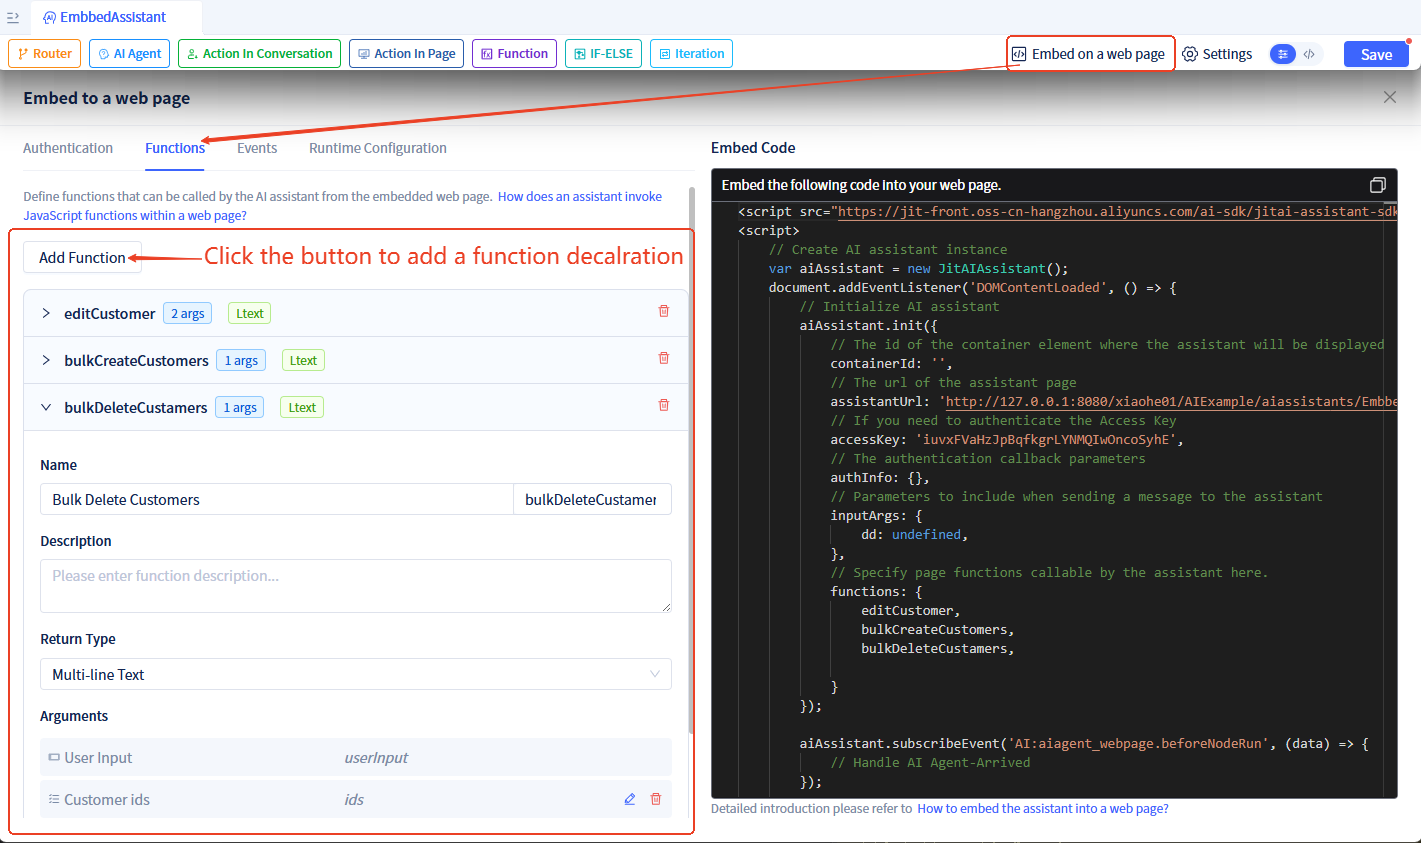 EmbbedAssistant
Router
AI Agent
Action In Conversation
Action In Page
Function
IF-ELSE
Iteration
Embed on a web page
Settings
Save
Embed to a web page
Authentication
Functions
Events
Runtime Configuration
Define functions that can be called by the AI assistant from the embedded web page. How does an assistant invoke
JavaScript functions within a web page?
Add Function
Click the button to add a function decalration
editCustomer 2 args Ltext
bulkCreateCustomers 1 args Ltext
bulkDeleteCustamers 1 args Ltext
Name
Bulk Delete Customers
bulkDeleteCustamer
Description
Please enter function description...
Return Type
Multi-line Text
Arguments
User Input userInput
Customer ids ids
Embed Code
Embed the following code into your web page.
<script src="https://jit-front.oss-cn-hangzhou.aliyuncs.com/ai-sdk/jitai-assistant-sdk
<script>
// Create AI assistant instance
var aiAssistant = new JitAIAssistant();
document.addEventListener('DOMContentLoaded', () => {
// Initialize AI assistant
aiAssistant.init({
// The id of the container element where the assistant will be displayed
containerId: '',
// The url of the assistant page
assistantUrl: 'http://127.0.0.1:8080/xiaohe01/AIExample/aiassistants/Embbe
// If you need to authenticate the Access Key
accessKey: 'iuvxFVaHzJpBqfkgrLYNMQIwOncoSyhE',
// The authentication callback parameters
authInfo: {},
// Parameters to include when sending a message to the assistant
inputArgs: {
dd: undefined,
},
// Specify page functions callable by the assistant here.
functions: {
editCustomer,
bulkCreateCustomers,
bulkDeleteCustamers,
}
});
aiAssistant.subscribeEvent('AI:aiagent_webpage.beforeNodeRun', (data) => {
// Handle AI Agent-Arrived
});
Detailed introduction please refer to How to embed the assistant into a web page?